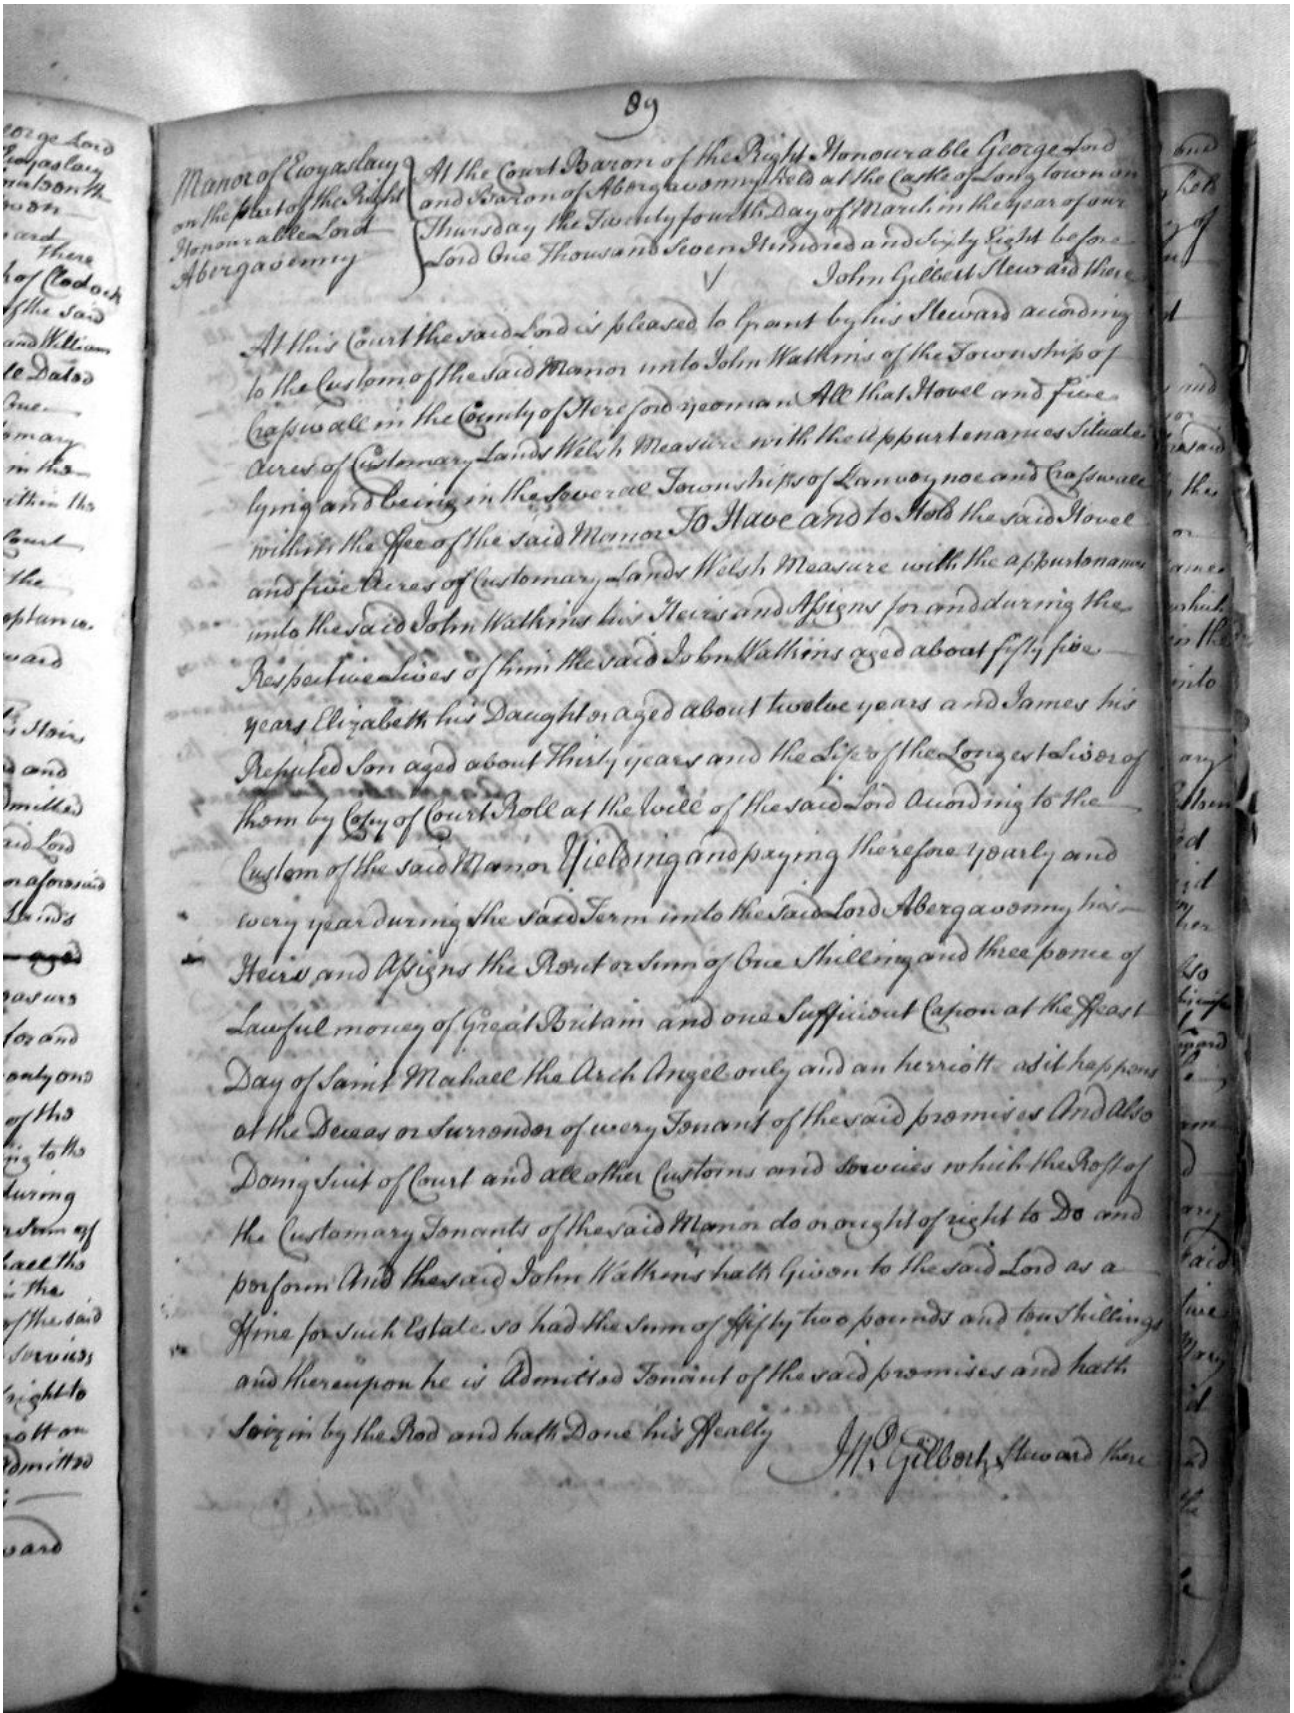 89
Manor of Ewyaslacy
on the part of the Right
Honourable Lord
Abergavenny
At the Court Baron of the Right Honourable George Lord
and Baron of Abergavenny held at the Castle of Longtown on
Thursday the Twenty fourth Day of March in the year of our
Lord One Thousand Seven Hundred and Sixty Eight before
John Gilbert Steward there
At this Court the said Lord is pleased to Grant by his Steward acording
to the Custom of the said Manor unto John Watkins of the Township of
Crasswall in the County of Hereford yeoman All that Hovel and five
acres of Customary Lands Welsh Measure with the Appurtenances Situate
lying and being in the Several Townships of Lanvoynoe and Crasswall
within the ffee of the said Manor To Have and to Hold the said Hovel
and five Acres of Customary Lands Welsh Measure with the appurtenances
unto the said John Watkins his Heirs and Assigns for and during the
Respective Lives of him the said John Watkins aged about fifty five
years Elizabeth his Daughter aged about twelve years and James his
Reputed Son aged about Thirty years and the Life of the Longest Liver of
them by Copy of Court Roll at the Will of the said Lord Acording to the
Custom of the said Manor Yielding and paying therefore yearly and
every year during the said Term unto the said Lord Abergavenny his
Heirs and Assigns the Rent or Sum of One Shilling and three pence of
Lawful money of Great Britain and one Sufficient Capon at the ffeast
Day of Saint Mahaell the Arch Angel only and an herriott as it happens
at the Deceas or Surrender of every Tenant of the said premises And Also
Doing Suit of Court and all other Customs and Services which the Rest of
the Customary Tenants of the said Manor do or ought of right to Do and
perform And the said John Watkins hath Given to the said Lord as a
ffine for such Estate so had the Sum of ffifty two pounds and ten Shillings
and thereupon he is Admitted Tenant of the said premises and hath
Seizin by the Rod and hath Done his ffealty
Jno. Gilbert Steward there